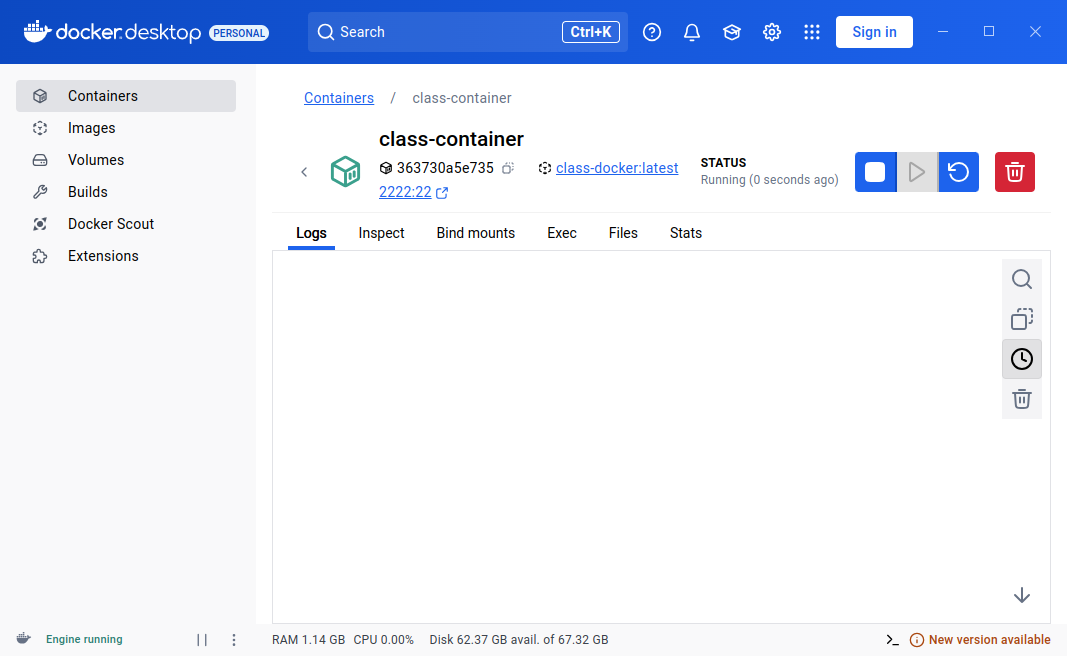 docker.desktop PERSONAL
Search
Ctrl+K
Sign in
Containers
Images
Volumes
Builds
Docker Scout
Extensions
Containers / class-container
class-container
363730a5e735
class-docker:latest
2222:22
STATUS
Running (0 seconds ago)
Logs Inspect Bind mounts Exec Files Stats
Engine running
RAM 1.14 GB CPU 0.00% Disk 62.37 GB avail. of 67.32 GB
New version available